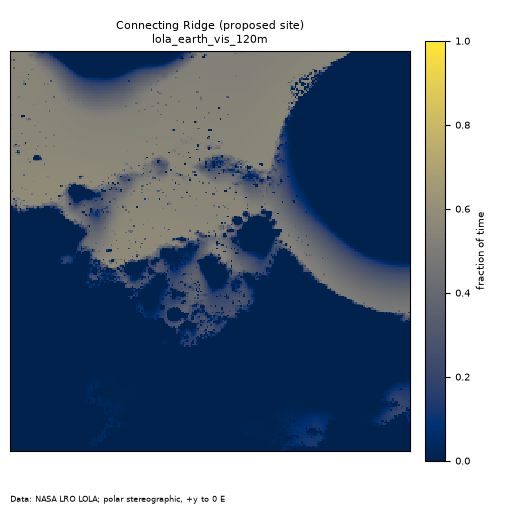 Connecting Ridge (proposed site)
lola_earth_vis_120m
1.0
0.8
0.6
0.4
0.2
0.0
fraction of time
Data: NASA LRO LOLA; polar stereographic, +y to 0 E